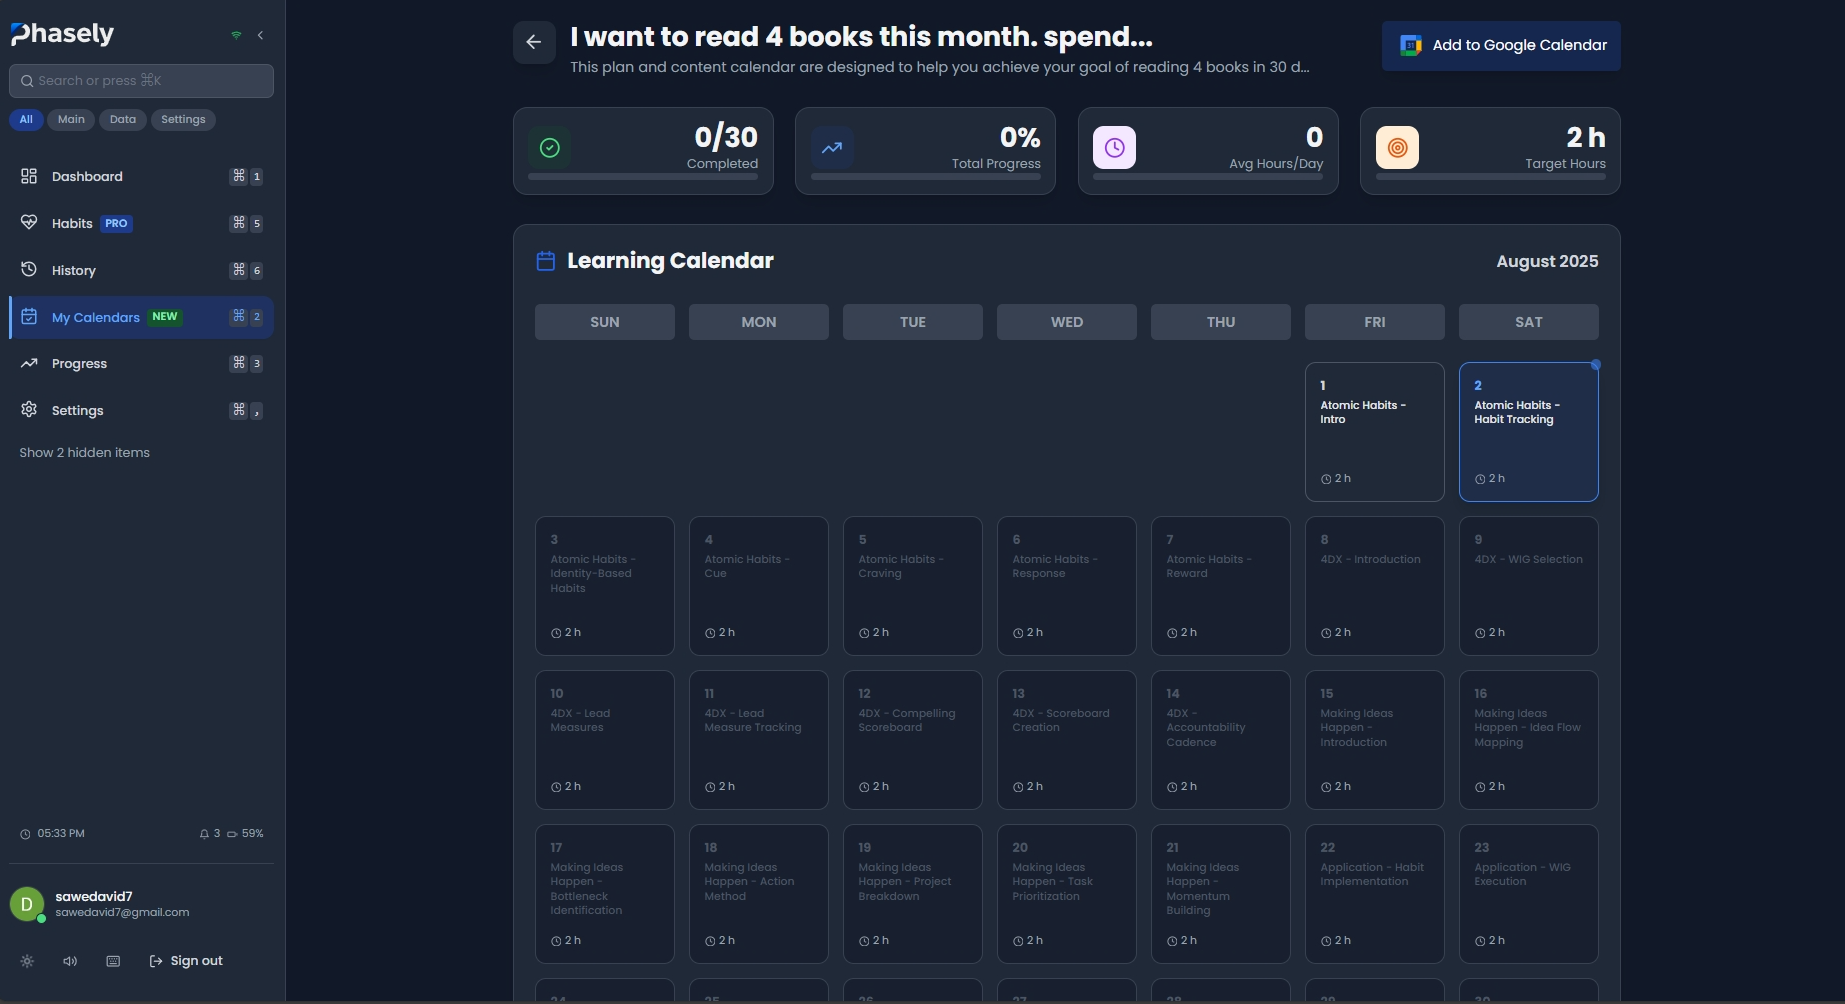 Phasely
Search or press ⌘K
All Main Data Settings
Dashboard ⌘ 1
Habits PRO ⌘ 5
History ⌘ 6
My Calendars NEW ⌘ 2
Progress ⌘ 3
Settings ⌘ ,
Show 2 hidden items
05:33 PM 3 59%
D
sawedavid7
sawedavid7@gmail.com
Sign out
I want to read 4 books this month. spend...
This plan and content calendar are designed to help you achieve your goal of reading 4 books in 30 d...
31 Add to Google Calendar
0/30
Completed
0%
Total Progress
0
Avg Hours/Day
2 h
Target Hours
Learning Calendar
August 2025
SUN MON TUE WED THU FRI SAT
1
Atomic Habits -
Intro
2 h
2
Atomic Habits -
Habit Tracking
2 h
3
Atomic Habits -
Identity-Based
Habits
2 h
4
Atomic Habits -
Cue
2 h
5
Atomic Habits -
Craving
2 h
6
Atomic Habits -
Response
2 h
7
Atomic Habits -
Reward
2 h
8
4DX - Introduction
2 h
9
4DX - WIG Selection
2 h
10
4DX - Lead
Measures
2 h
11
4DX - Lead
Measure Tracking
2 h
12
4DX - Compelling
Scoreboard
2 h
13
4DX - Scoreboard
Creation
2 h
14
4DX -
Accountability
Cadence
2 h
15
Making Ideas
Happen -
Introduction
2 h
16
Making Ideas
Happen - Idea Flow
Mapping
2 h
17
Making Ideas
Happen -
Bottleneck
Identification
2 h
18
Making Ideas
Happen - Action
Method
2 h
19
Making Ideas
Happen - Project
Breakdown
2 h
20
Making Ideas
Happen - Task
Prioritization
2 h
21
Making Ideas
Happen -
Momentum
Building
2 h
22
Application - Habit
Implementation
2 h
23
Application - WIG
Execution
2 h
24 25 26 27 28 29 30